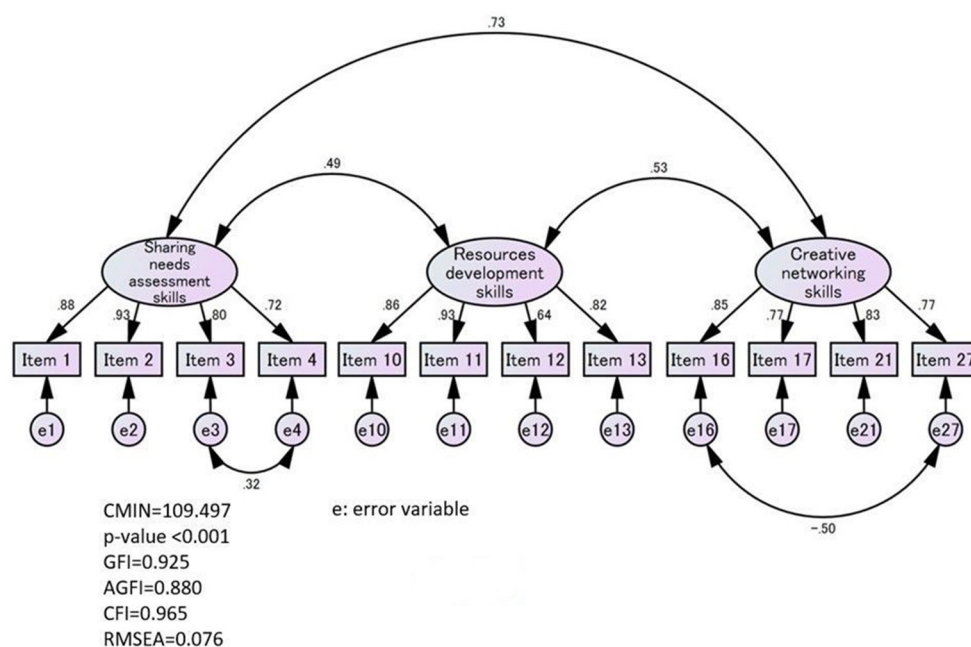 .73
.49
.53
Sharing
needs
assessment
skills
Resources
development
skills
Creative
networking
skills
.88
.93
.80
.72
.86
.93
.64
.82
.85
.77
.83
.77
Item 1
Item 2
Item 3
Item 4
Item 10
Item 11
Item 12
Item 13
Item 16
Item 17
Item 21
Item 27
e1
e2
e3
e4
e10
e11
e12
e13
e16
e17
e21
e27
.32
-.50
CMIN=109.497
p-value <0.001
GFI=0.925
AGFI=0.880
CFI=0.965
RMSEA=0.076
e: error variable